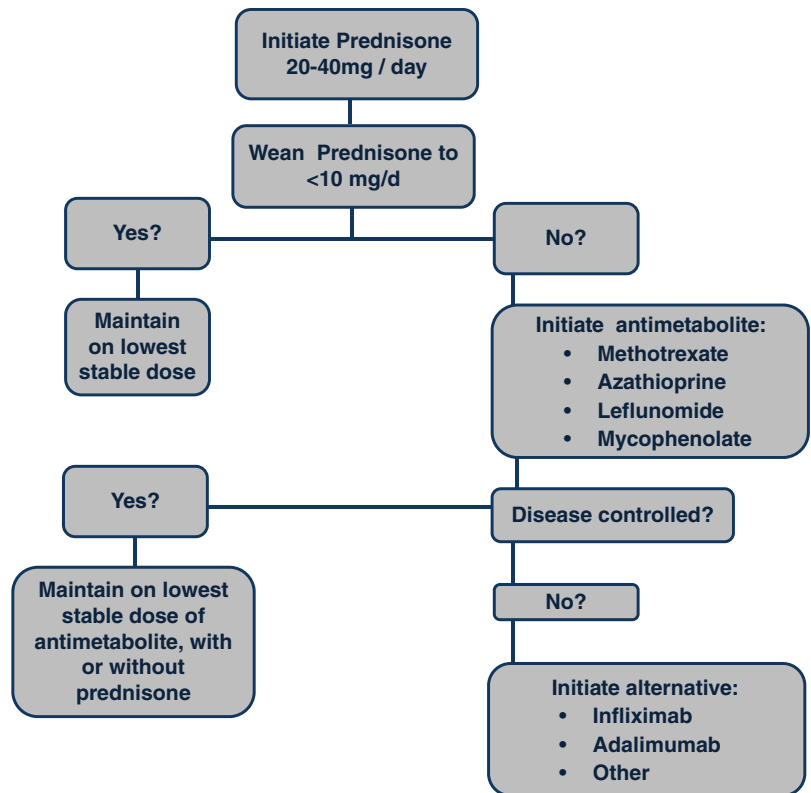 Initiate Prednisone
20-40mg / day
Wean Prednisone to
<10 mg/d
Yes?
No?
Maintain
on lowest
stable dose
Initiate antimetabolite:
• Methotrexate
• Azathioprine
• Leflunomide
• Mycophenolate
Yes?
Disease controlled?
Maintain on lowest
stable dose of
antimetabolite, with
or without
prednisone
No?
Initiate alternative:
• Infliximab
• Adalimumab
• Other